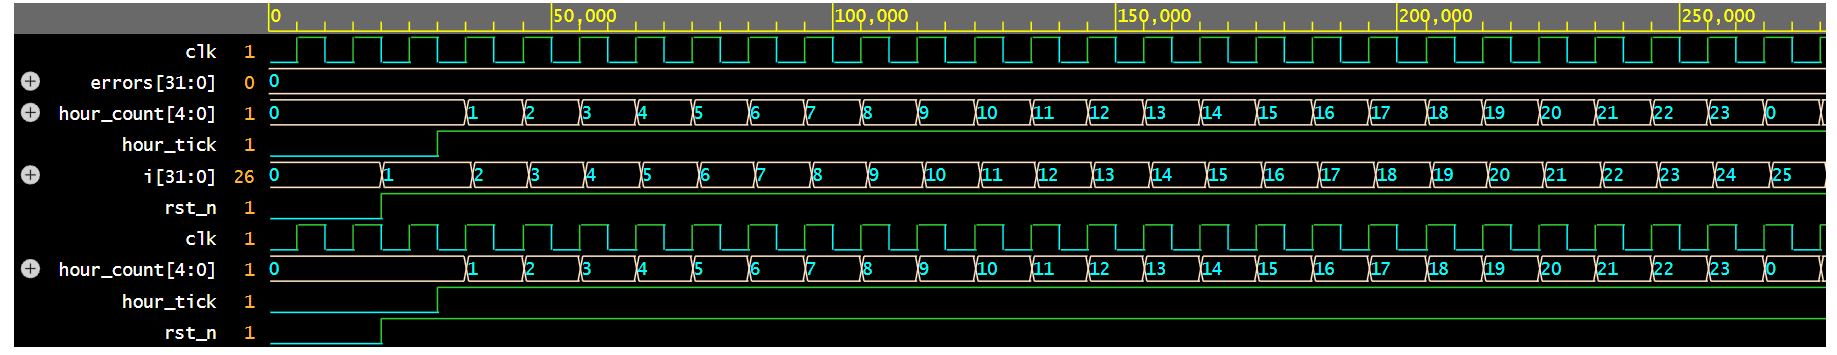 0 50,000 100,000 150,000 200,000 250,000
clk 1
errors[31:0] 0 0
hour_count[4:0] 1 0 1 2 3 4 5 6 7 8 9 10 11 12 13 14 15 16 17 18 19 20 21 22 23 0
hour_tick 1
i[31:0] 26 0 1 2 3 4 5 6 7 8 9 10 11 12 13 14 15 16 17 18 19 20 21 22 23 24 25
rst_n 1
clk 1
hour_count[4:0] 1 0 1 2 3 4 5 6 7 8 9 10 11 12 13 14 15 16 17 18 19 20 21 22 23 0
hour_tick 1
rst_n 1